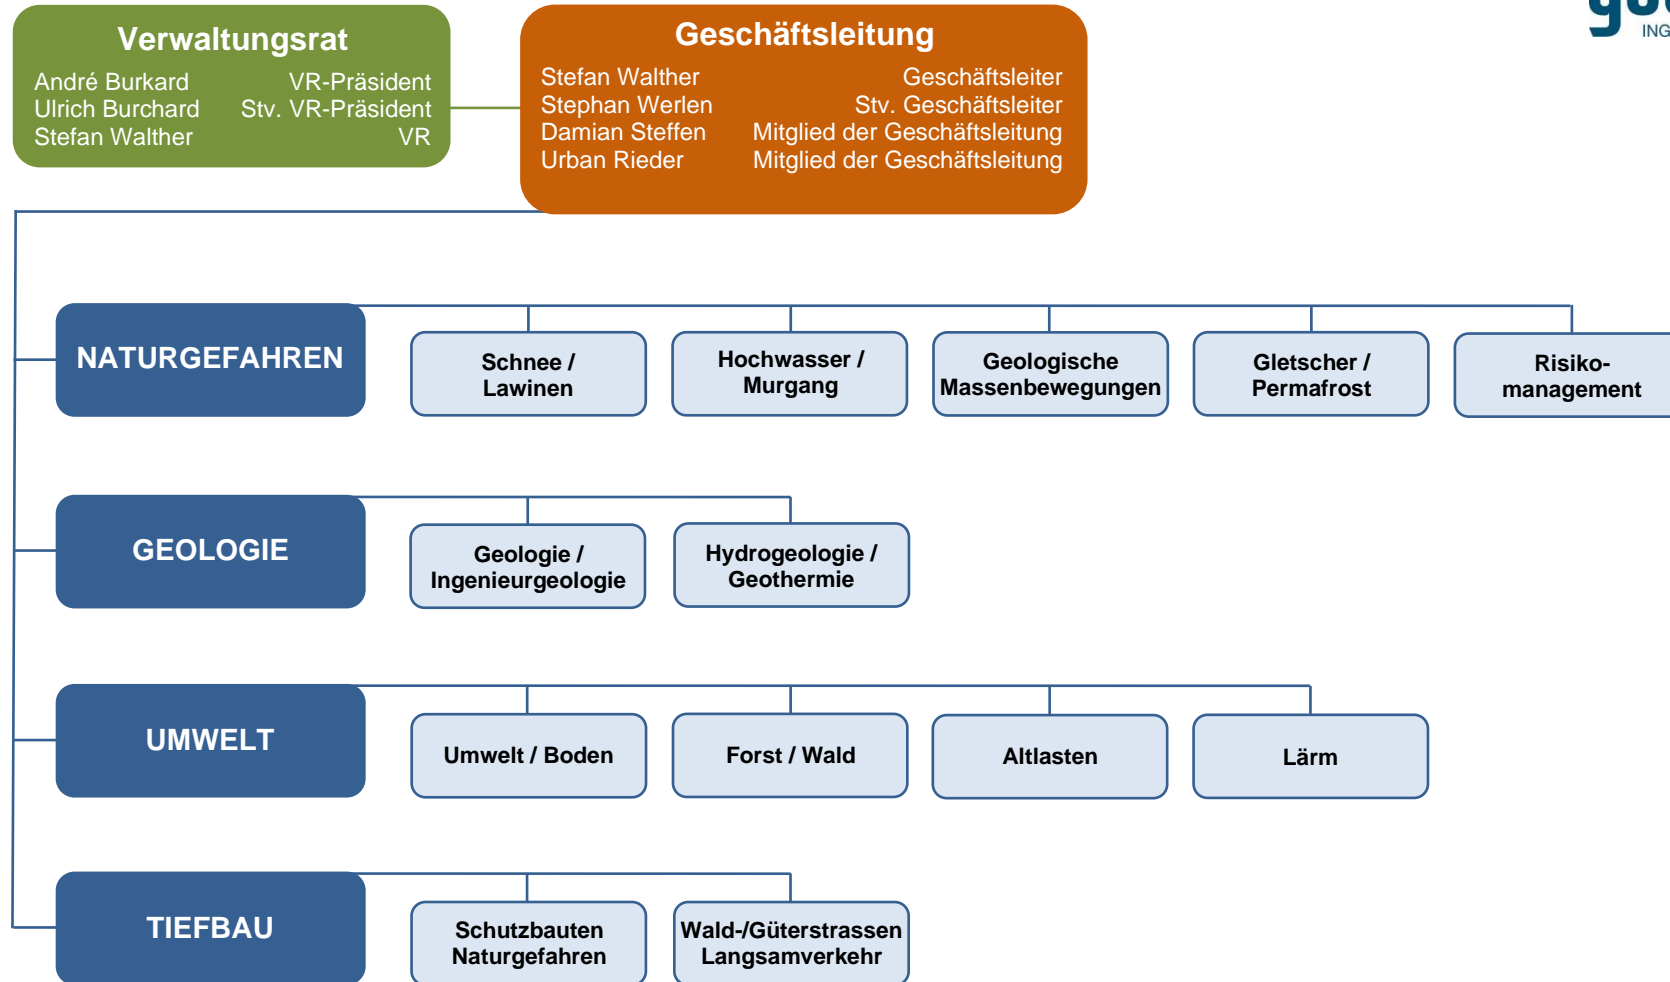 Verwaltungsrat
André Burkard VR-Präsident
Ulrich Burchard Stv. VR-Präsident
Stefan Walther VR
Geschäftsleitung
Stefan Walther Geschäftsleiter
Stephan Werlen Stv. Geschäftsleiter
Damian Steffen Mitglied der Geschäftsleitung
Urban Rieder Mitglied der Geschäftsleitung
NATURGEFAHREN
Schnee /
Lawinen
Hochwasser /
Murgang
Geologische
Massenbewegungen
Gletscher /
Permafrost
Risiko-
management
GEOLOGIE
Geologie /
Ingenieurgeologie
Hydrogeologie /
Geothermie
UMWELT
Umwelt / Boden
Forst / Wald
Altlasten
Lärm
TIEFBAU
Schutzbauten
Naturgefahren
Wald-/Güterstrassen
Langsamverkehr